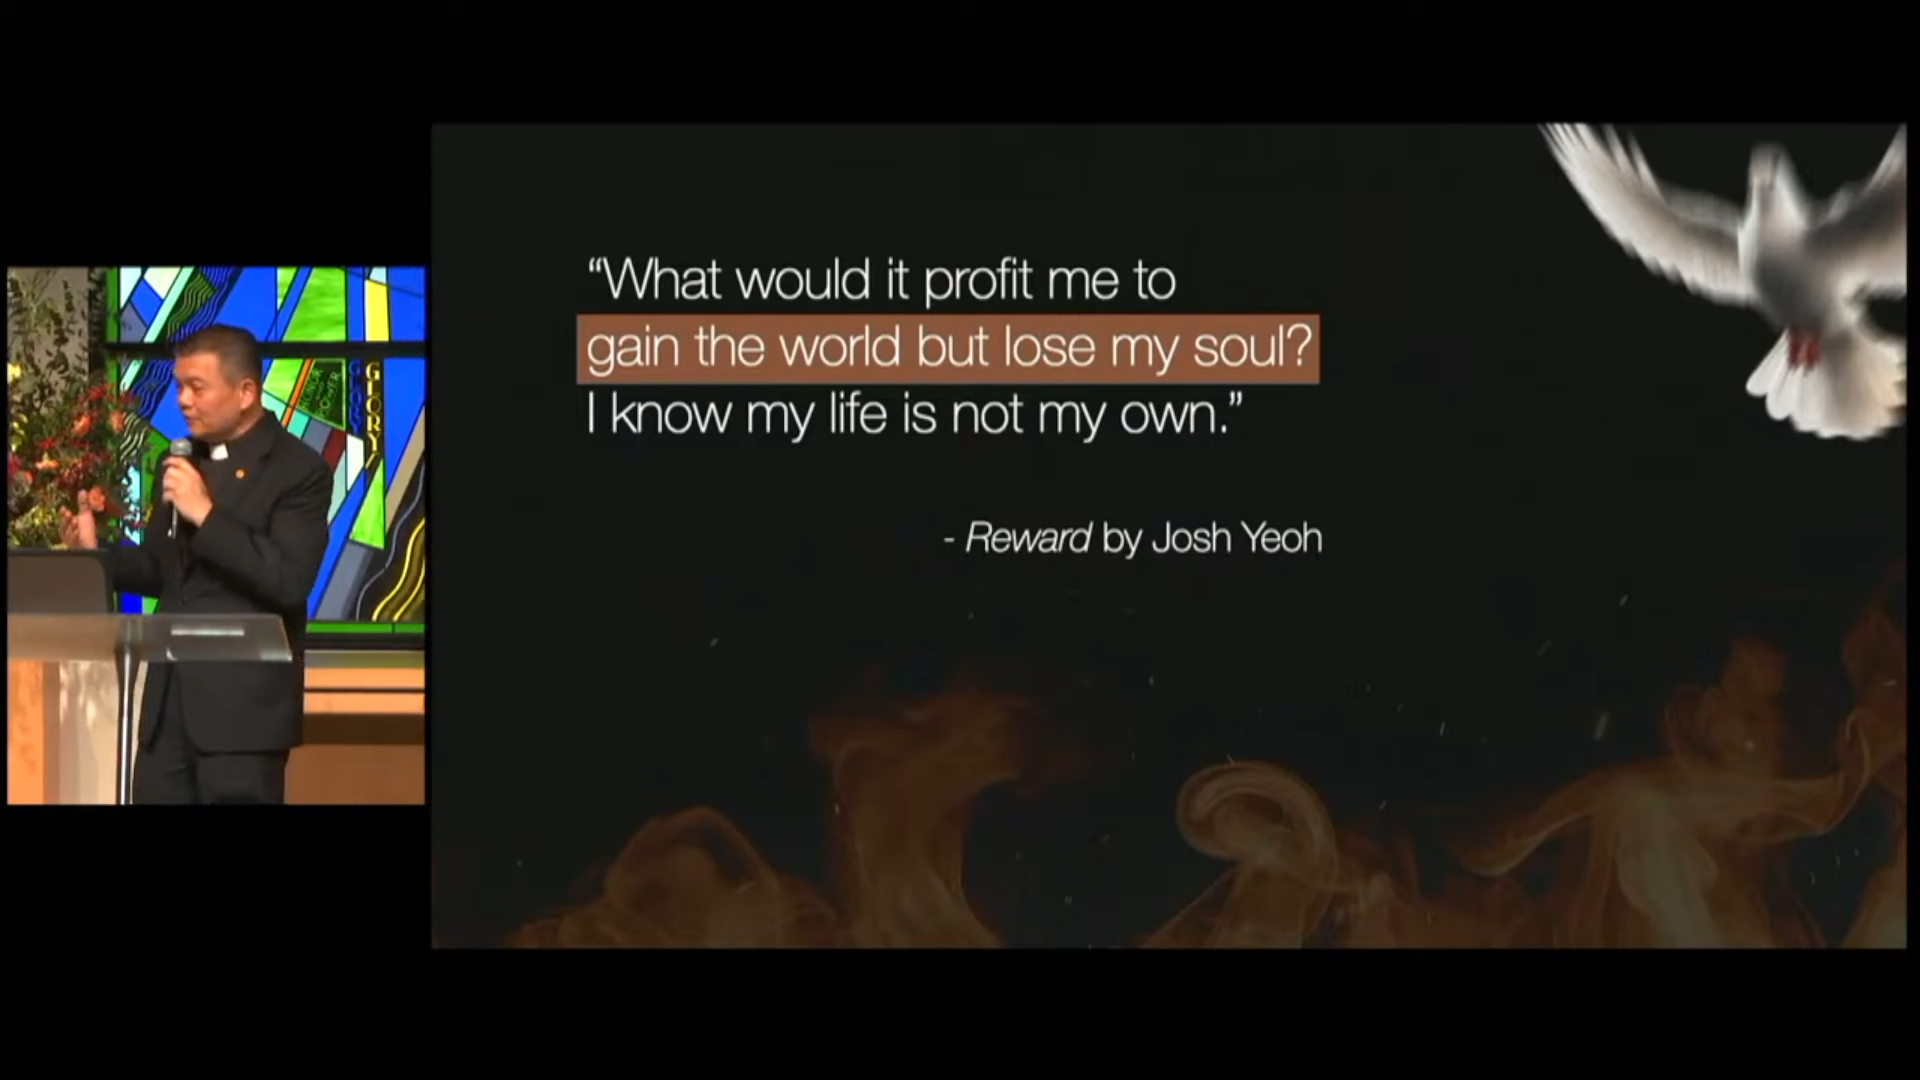 “What would it profit me to
gain the world but lose my soul?
I know my life is not my own.”
- Reward by Josh Yeoh
GLORY